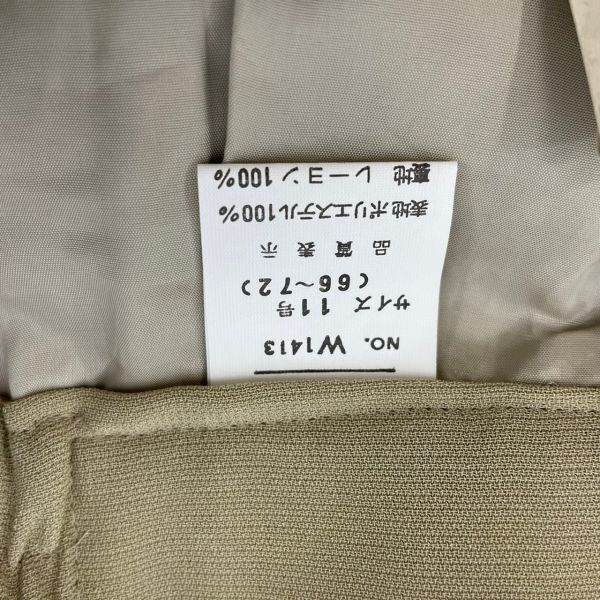 NO. W1413
サイズ 11号
(66~72)
品質表示
表地 ポリエステル100%
裏地 レーヨン100%